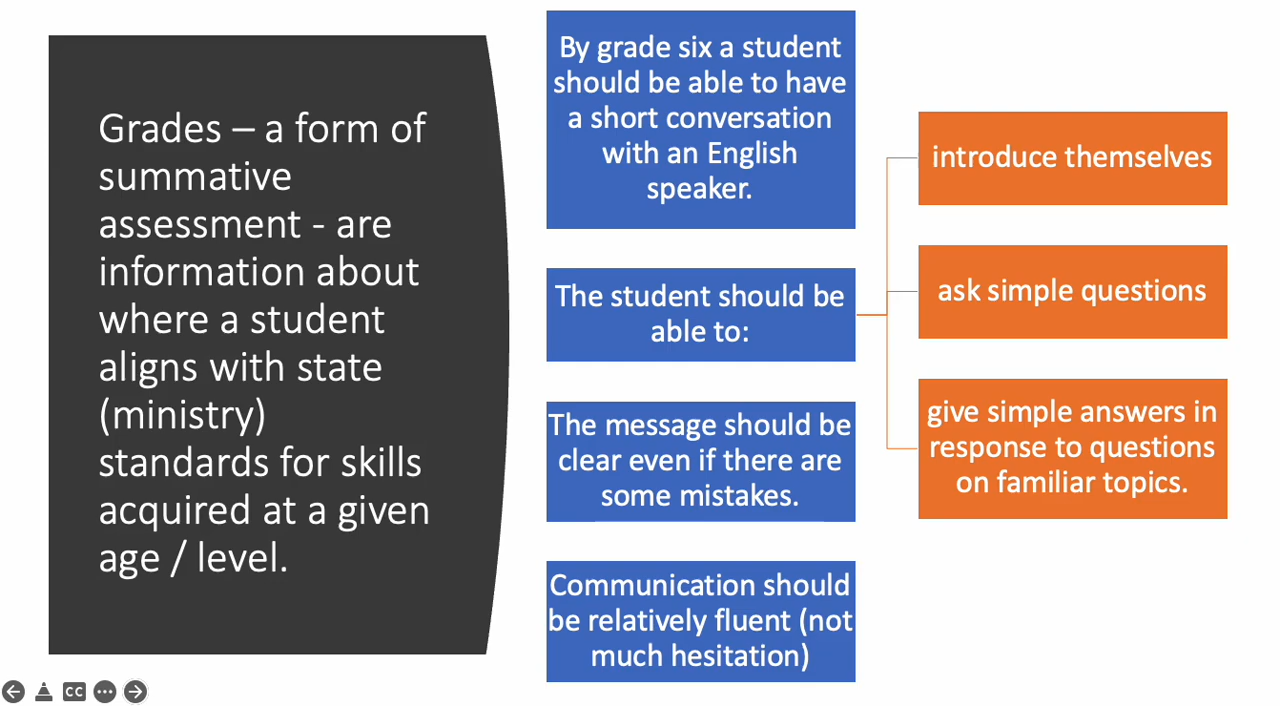 Grades – a form of
summative
assessment - are
information about
where a student
aligns with state
(ministry)
standards for skills
acquired at a given
age / level.
By grade six a student
should be able to have
a short conversation
with an English
speaker.
The student should be
able to:
introduce themselves
ask simple questions
give simple answers in
response to questions
on familiar topics.
The message should be
clear even if there are
some mistakes.
Communication should
be relatively fluent (not
much hesitation)
CC